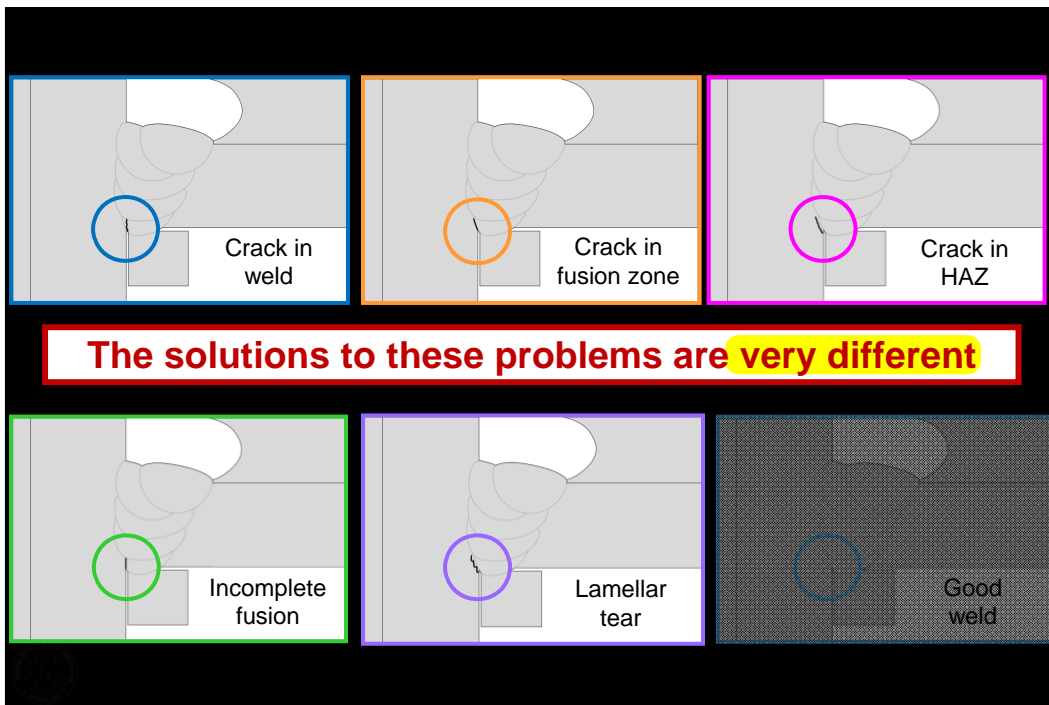 Crack in
weld
Crack in
fusion zone
Crack in
HAZ
The solutions to these problems are very different
Incomplete
fusion
Lamellar
tear
Good
weld